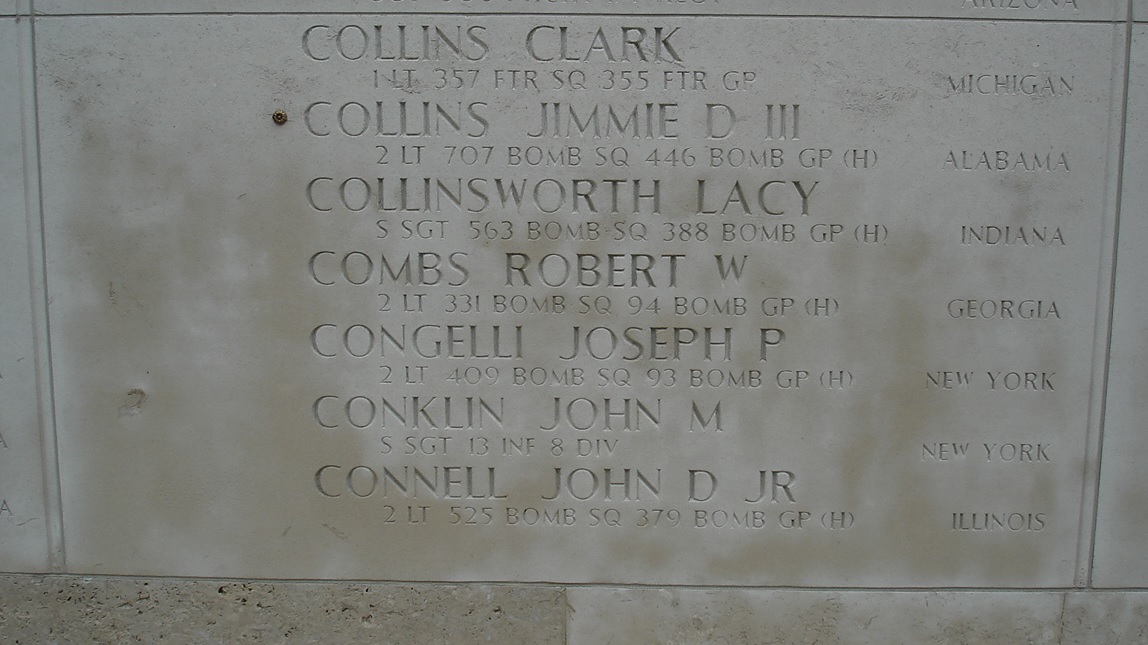 ARIZONA
COLLINS CLARK
1 LT 357 FTR SQ 355 FTR GP MICHIGAN
COLLINS JIMMIE D III
2 LT 707 BOMB SQ 446 BOMB GP (H) ALABAMA
COLLINSWORTH LACY
S SGT 563 BOMB SQ 388 BOMB GP (H) INDIANA
COMBS ROBERT W
2 LT 331 BOMB SQ 94 BOMB GP (H) GEORGIA
CONGELLI JOSEPH P
2 LT 409 BOMB SQ 93 BOMB GP (H) NEW YORK
CONKLIN JOHN M
S SGT 13 INF 8 DIV NEW YORK
CONNELL JOHN D JR
2 LT 525 BOMB SQ 379 BOMB GP (H) ILLINOIS